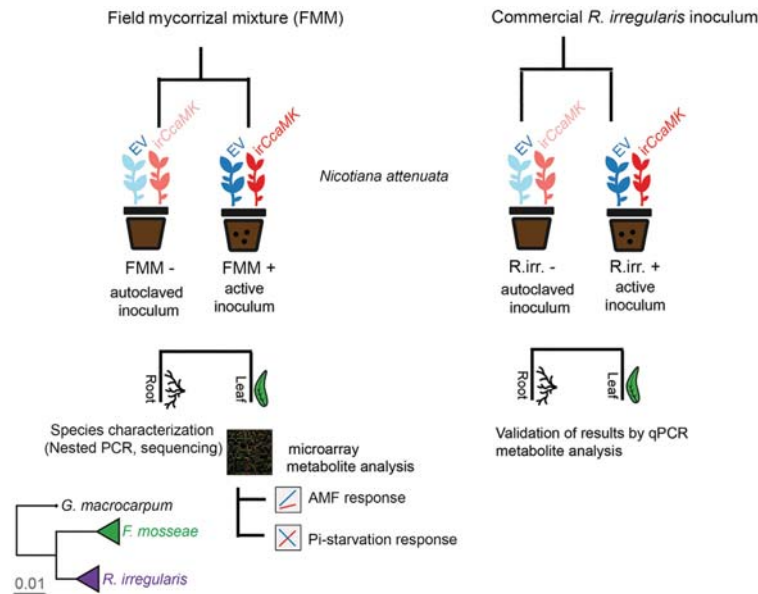 Field mycorrizal mixture (FMM)
Commercial R. irregularis inoculum
EV
irCcaMK
EV
irCcaMK
EV
irCcaMK
EV
irCcaMK
Nicotiana attenuata
FMM -
autoclaved
inoculum
FMM +
active
inoculum
R.irr. -
autoclaved
inoculum
R.irr. +
active
inoculum
Root
Leaf
Root
Leaf
Species characterization
(Nested PCR, sequencing)
microarray
metabolite analysis
Validation of results by qPCR
metabolite analysis
AMF response
Pi-starvation response
G. macrocarpum
F. mosseae
R. irregularis
0.01